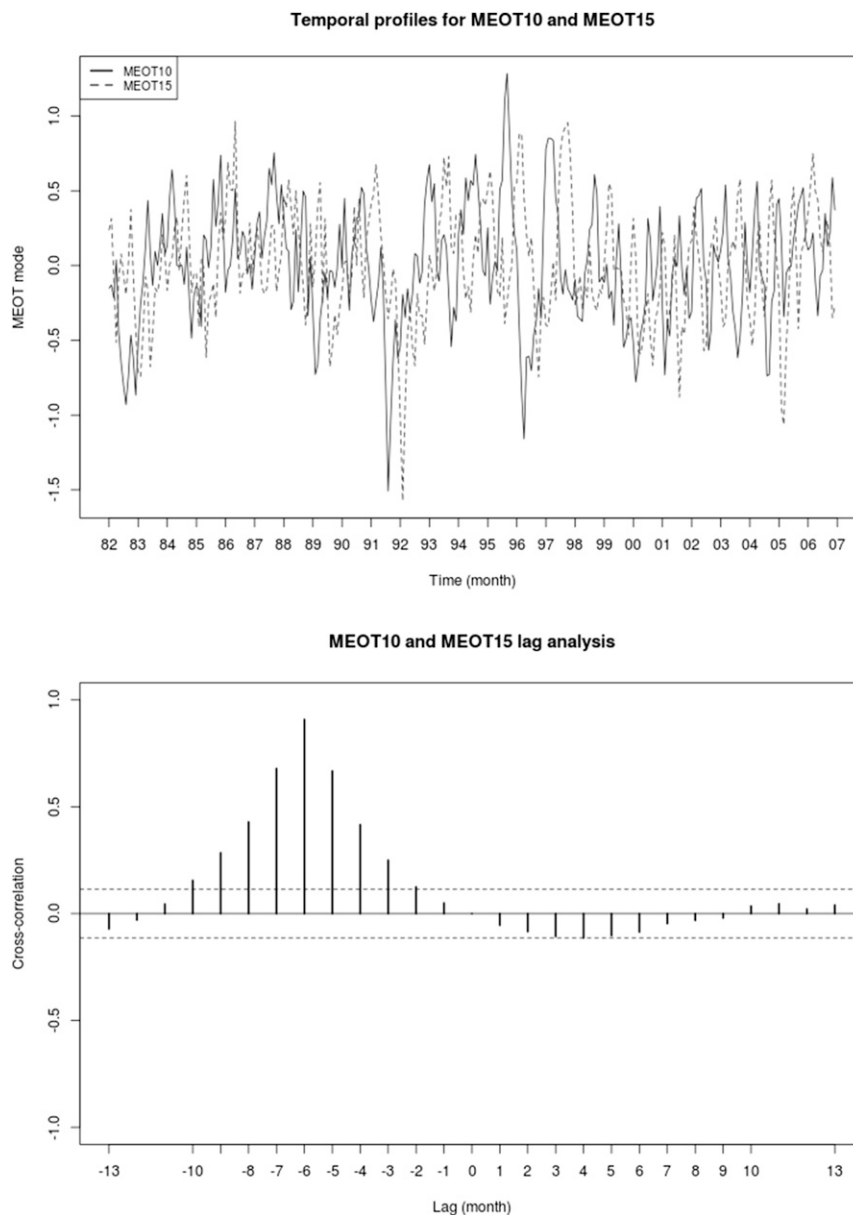 Temporal profiles for MEOT10 and MEOT15
MEOT10
MEOT15
1.0
0.5
0.0
-0.5
-1.0
-1.5
MEOT mode
82 83 84 85 86 87 88 89 90 91 92 93 94 95 96 97 98 99 00 01 02 03 04 05 06 07
Time (month)
MEOT10 and MEOT15 lag analysis
1.0
0.5
0.0
-0.5
-1.0
Cross-correlation
-13 -10 -8 -7 -6 -5 -4 -3 -2 -1 0 1 2 3 4 5 6 7 8 9 10 13
Lag (month)